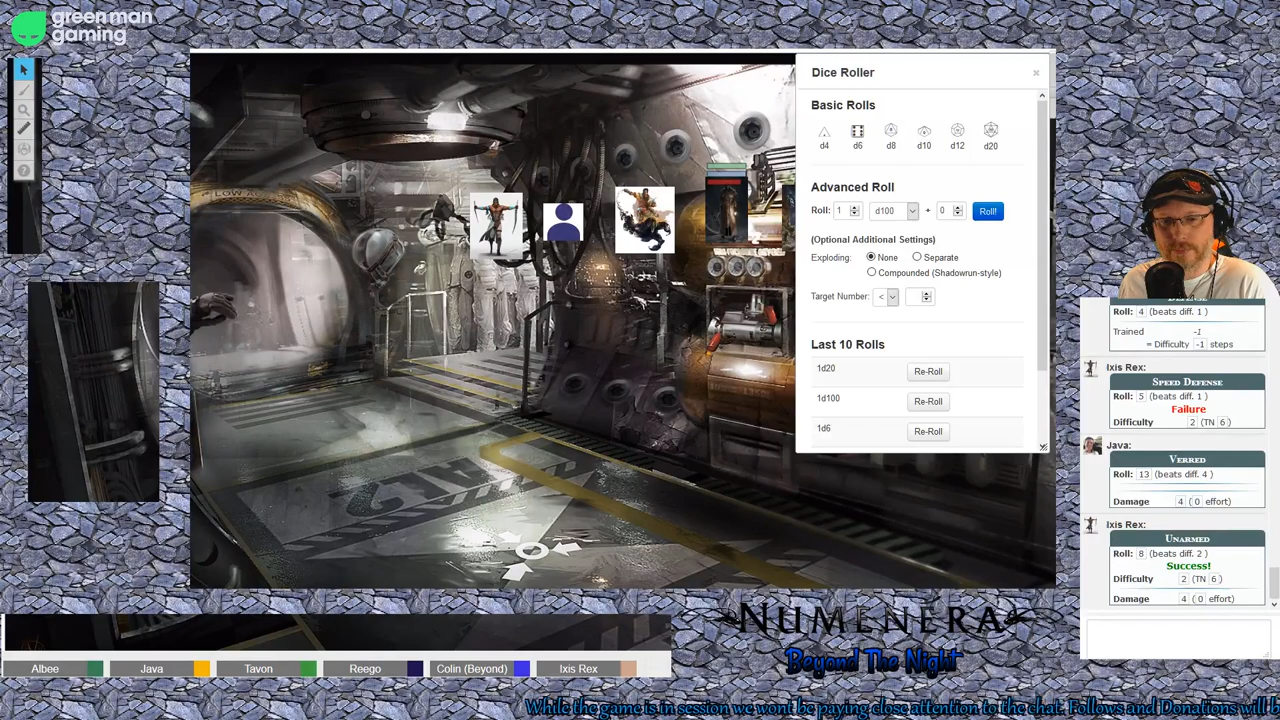 green man
gaming
LOW AC
Dice Roller
×
Basic Rolls
d4 d6 d8 d10 d12 d20
Advanced Roll
Roll: 1 d100 + 0 Roll!
(Optional Additional Settings)
Exploding: None Separate
Compounded (Shadowrun-style)
Target Number: <
Last 10 Rolls
1d20 Re-Roll
1d100 Re-Roll
1d6 Re-Roll
DEFENSE
Roll: 4 (beats diff. 1 )
Trained -1
= Difficulty -1 steps
Ixis Rex:
SPEED DEFENSE
Roll: 5 (beats diff. 1 )
Failure
Difficulty 2 (TN 6)
Java:
VERRED
Roll: 13 (beats diff. 4 )
Damage 4 ( 0 effort)
Ixis Rex:
UNARMED
Roll: 8 (beats diff. 2 )
Success!
Difficulty 2 (TN 6)
Damage 4 ( 0 effort)
NUMENERA
Beyond The Night
Albee Java Tavon Reego Colin (Beyond) Ixis Rex
While the game is in session we wont be paying close attention to the chat. Follows and Donations will b